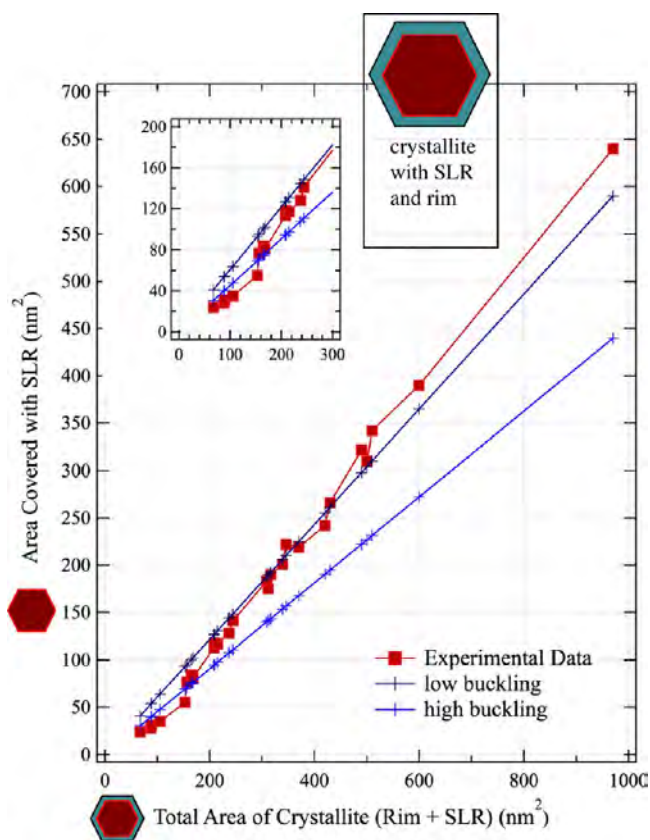 crystallite
with SLR
and rim
700
650
600
550
500
450
400
350
300
250
200
150
100
50
0
200
160
120
80
40
0
0 100 200 300
Area Covered with SLR (nm²)
Experimental Data
low buckling
high buckling
0 200 400 600 800 1000
Total Area of Crystallite (Rim + SLR) (nm²)